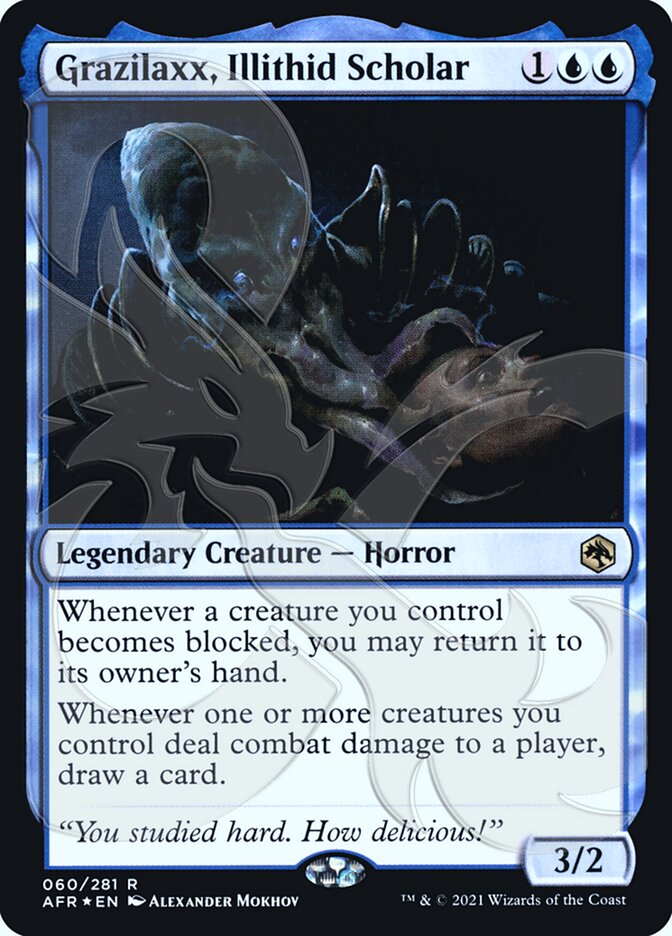 Grazilaxx, Illithid Scholar 1
Legendary Creature — Horror
Whenever a creature you control
becomes blocked, you may return it to
its owner's hand.
Whenever one or more creatures you
control deal combat damage to a player,
draw a card.
“You studied hard. How delicious!”
3/2
060/281 R
AFR★EN Alexander Mokhov
™ & © 2021 Wizards of the Coast